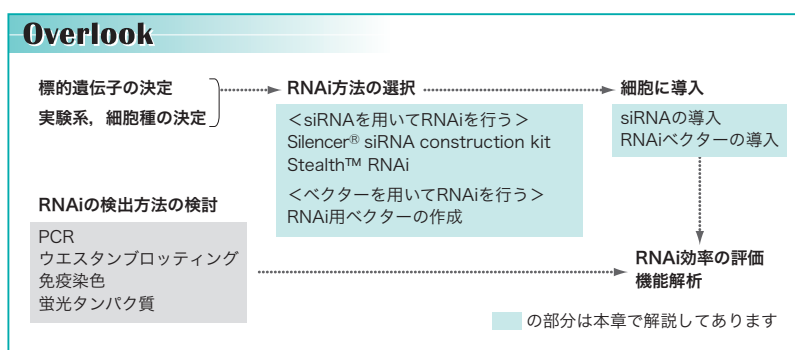 Overlook
標的遺伝子の決定
実験系，細胞種の決定
RNAi方法の選択
＜siRNAを用いてRNAiを行う＞
Silencer® siRNA construction kit
Stealth™ RNAi
＜ベクターを用いてRNAiを行う＞
RNAi用ベクターの作成
細胞に導入
siRNAの導入
RNAiベクターの導入
RNAiの検出方法の検討
PCR
ウエスタンブロッティング
免疫染色
蛍光タンパク質
RNAi効率の評価
機能解析
の部分は本章で解説してあります